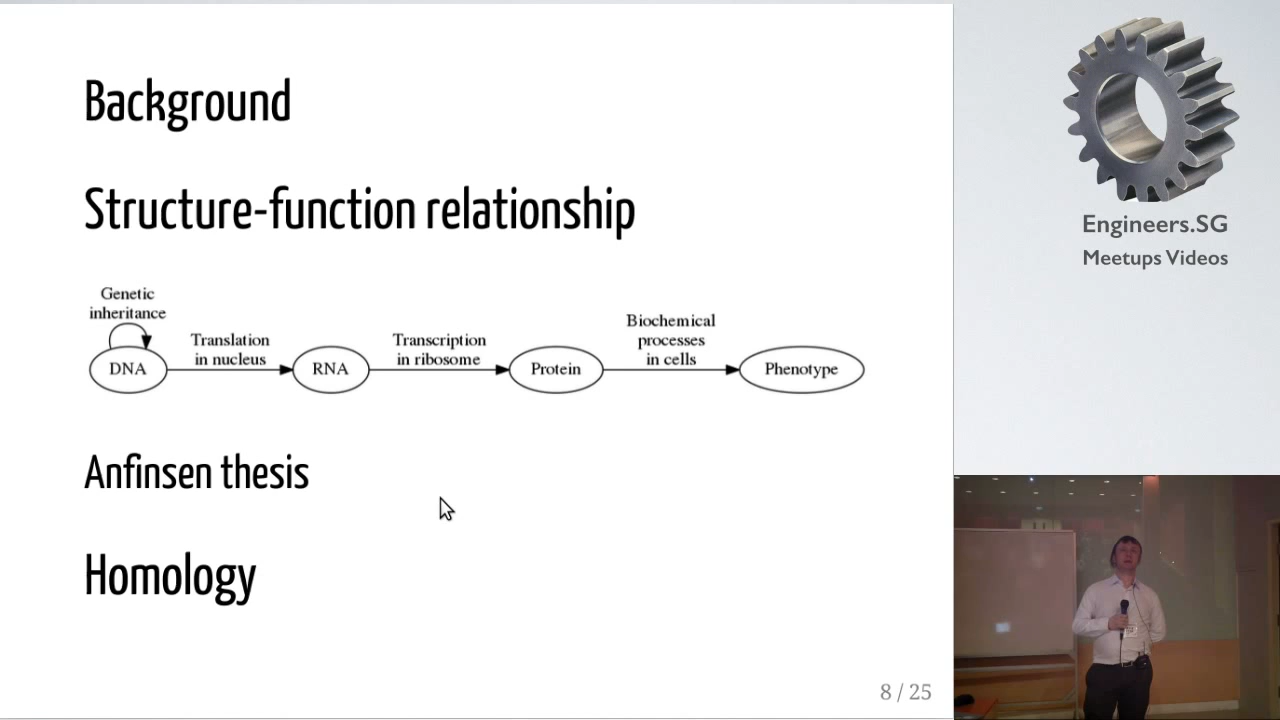 Background
Structure-function relationship
Genetic
inheritance
DNA
Translation
in nucleus
RNA
Transcription
in ribosome
Protein
Biochemical
processes
in cells
Phenotype
Anfinsen thesis
Homology
8 / 25
Engineers.SG
Meetups Videos